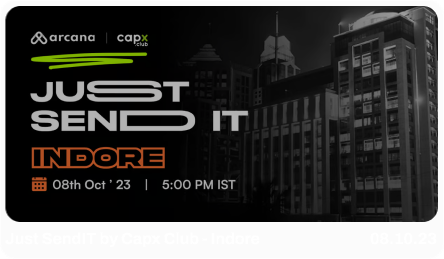 arcana | capx
.club
JUST
SEND IT
INDORE
08th Oct ' 23 | 5:00 PM IST
Just SendIT by Capx Club - Indore
08.10.23